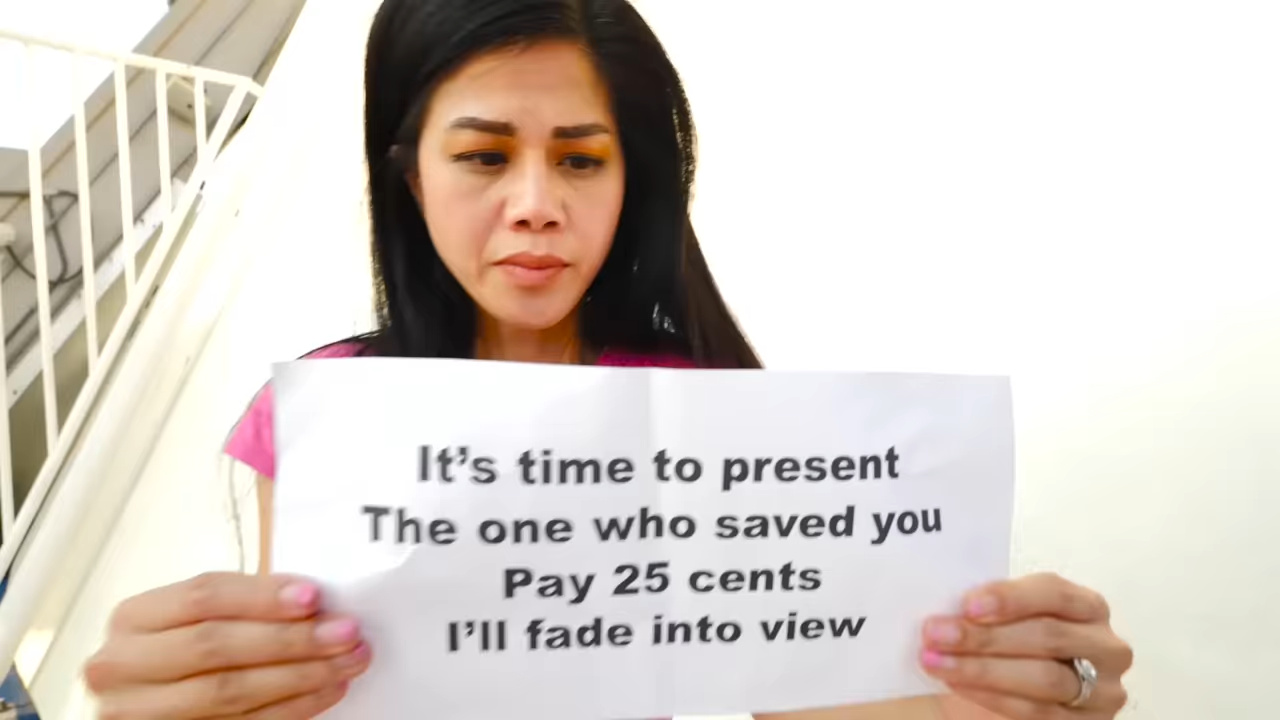 It’s time to present
The one who saved you
Pay 25 cents
I’ll fade into view